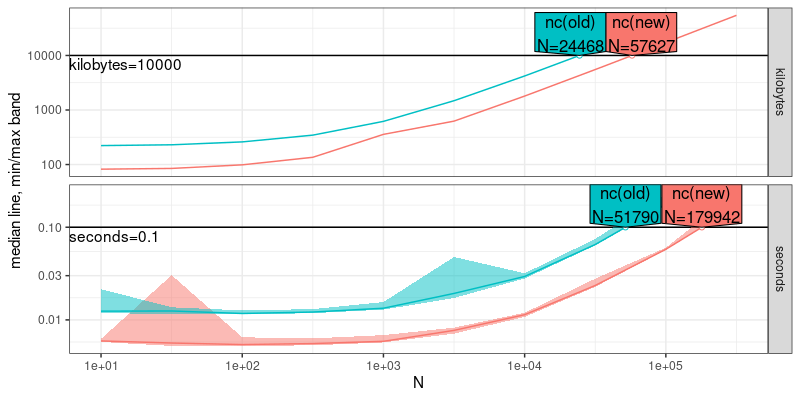 nc(old) nc(new)
N=24468 N=57627
10000
kilobytes=10000
1000
100
kilobytes
nc(old) nc(new)
N=51790 N=179942
0.10
seconds=0.1
0.03
0.01
seconds
median line, min/max band
1e+01 1e+02 1e+03 1e+04 1e+05
N